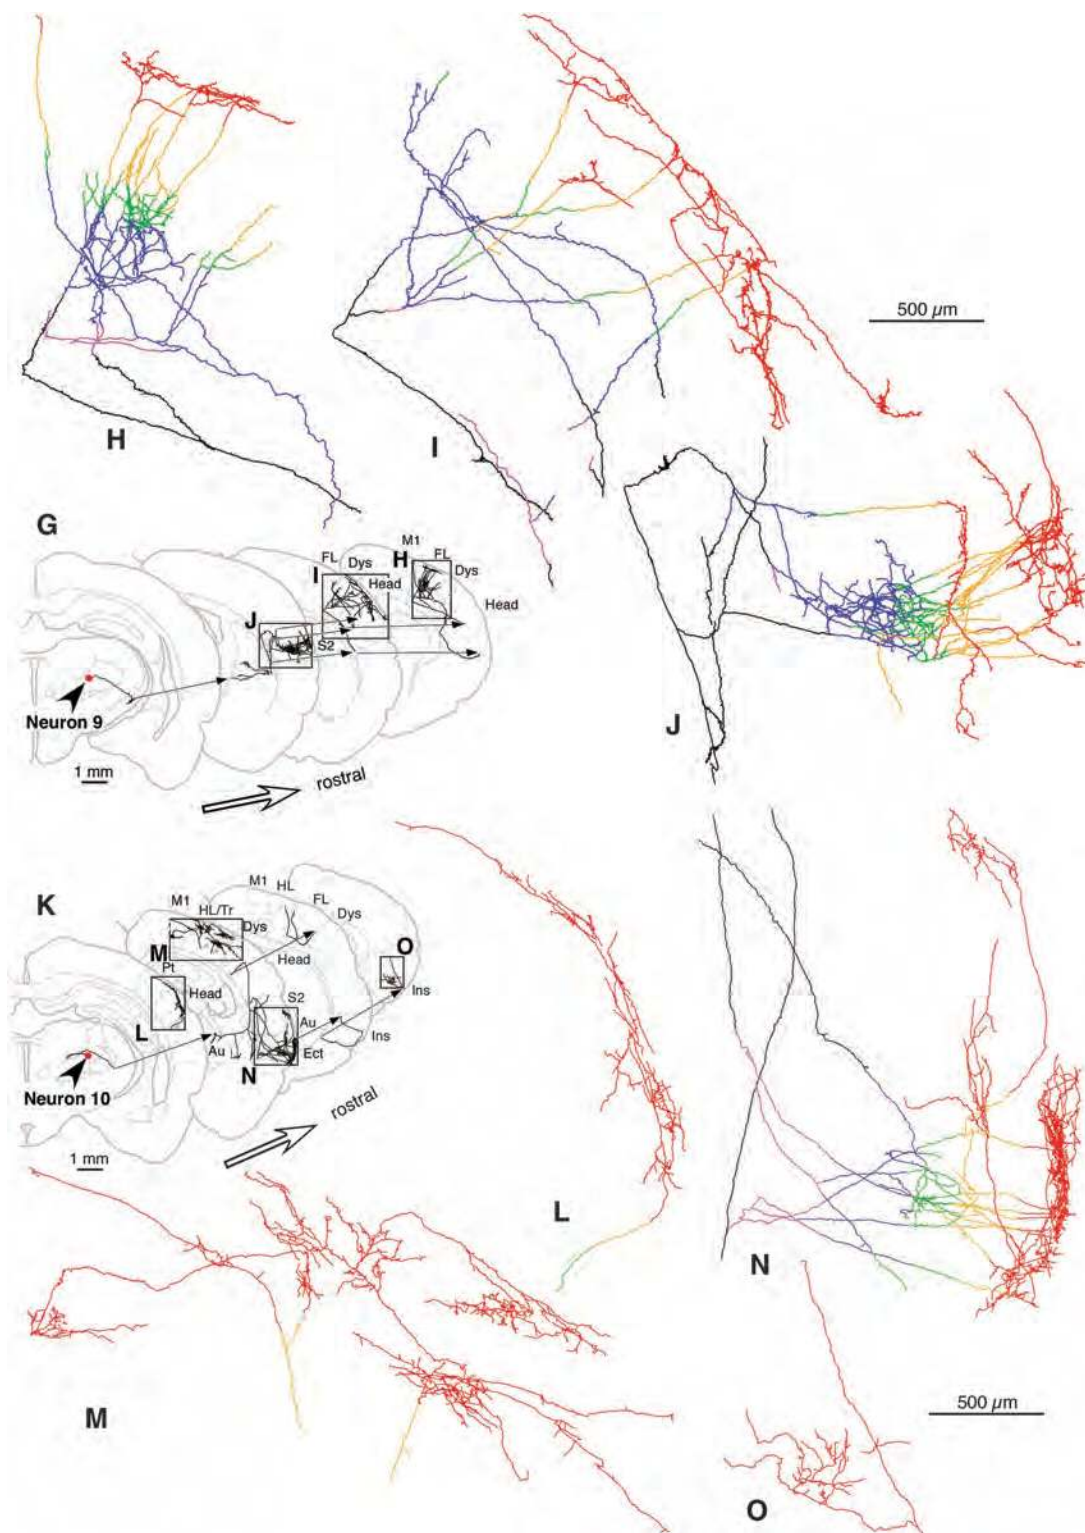 H
I
500 µm
G
M1
H FL
FL
Dys
I
Dys
Head
Head
J
S2
Neuron 9
1 mm
rostral
J
K
M1
HL
M1
HL/Tr
FL
Dys
Dys
M
O
Head
Pt
Head
Ins
L
S2
Au
Ins
Au
Ect
N
Neuron 10
rostral
1 mm
L
N
M
500 µm
O